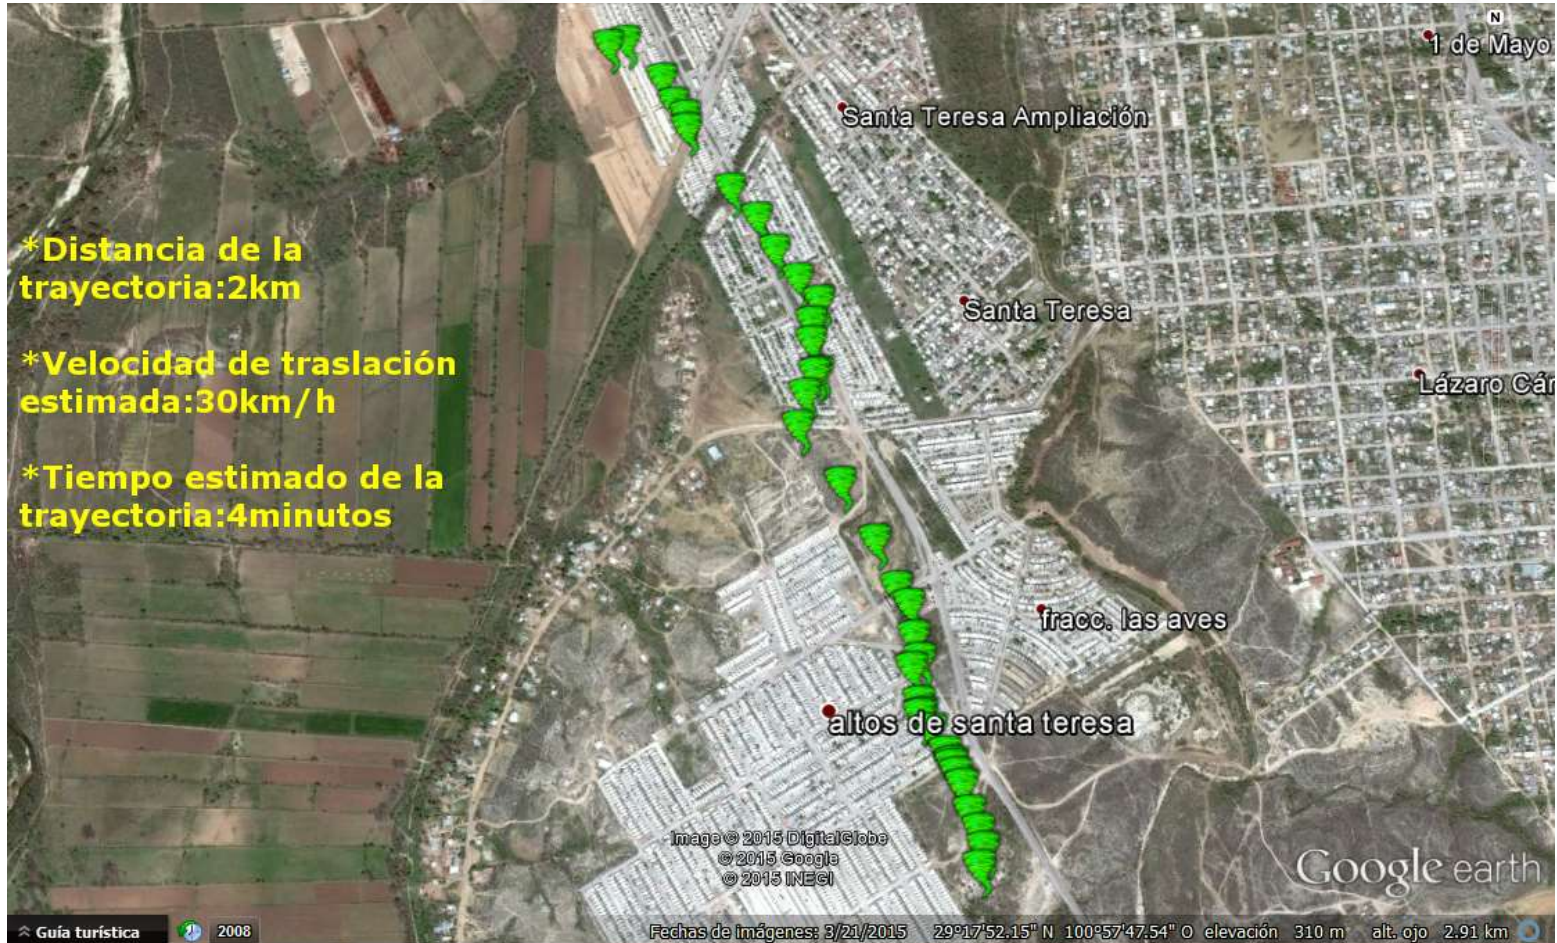 N
1 de Mayo
Santa Teresa Ampliación
*Distancia de la
trayectoria:2km
Santa Teresa
*Velocidad de traslación
estimada:30km/h
Lázaro Cár
*Tiempo estimado de la
trayectoria:4minutos
fracc. las aves
altos de santa teresa
Image © 2015 DigitalGlobe
© 2015 Google
© 2015 INEGI
Google earth
Guía turística
2008
Fechas de imágenes: 3/21/2015 29°17'52.15" N 100°57'47.54" O elevación 310 m alt. ojo 2.91 km